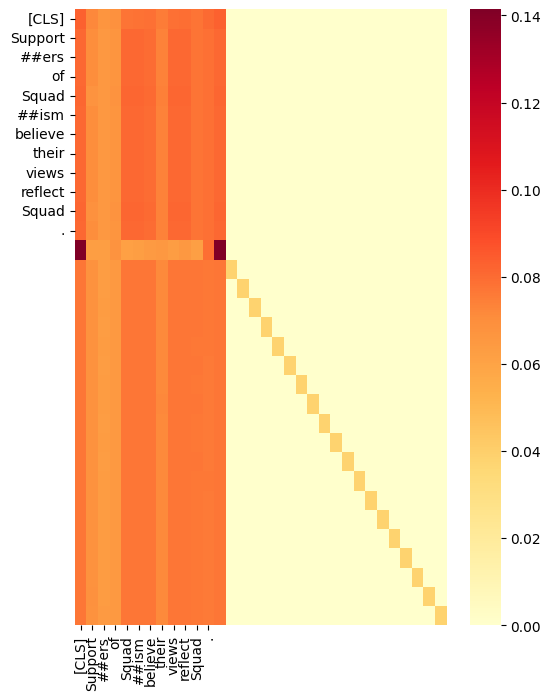 [CLS]
Support
##ers
of
Squad
##ism
believe
their
views
reflect
Squad
.
0.14
0.12
0.10
0.08
0.06
0.04
0.02
0.00
[CLS]
Support
##ers
of
Squad
##ism
believe
their
views
reflect
Squad
.